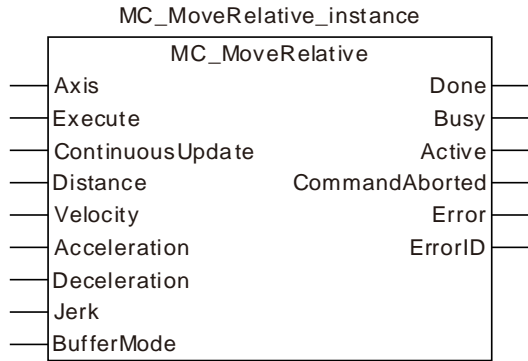 MC_MoveRelative_instance
MC_MoveRelative
Axis Done
Execute Busy
ContinuousUpdate Active
Distance CommandAborted
Velocity Error
Acceleration ErrorID
Deceleration
Jerk
BufferMode